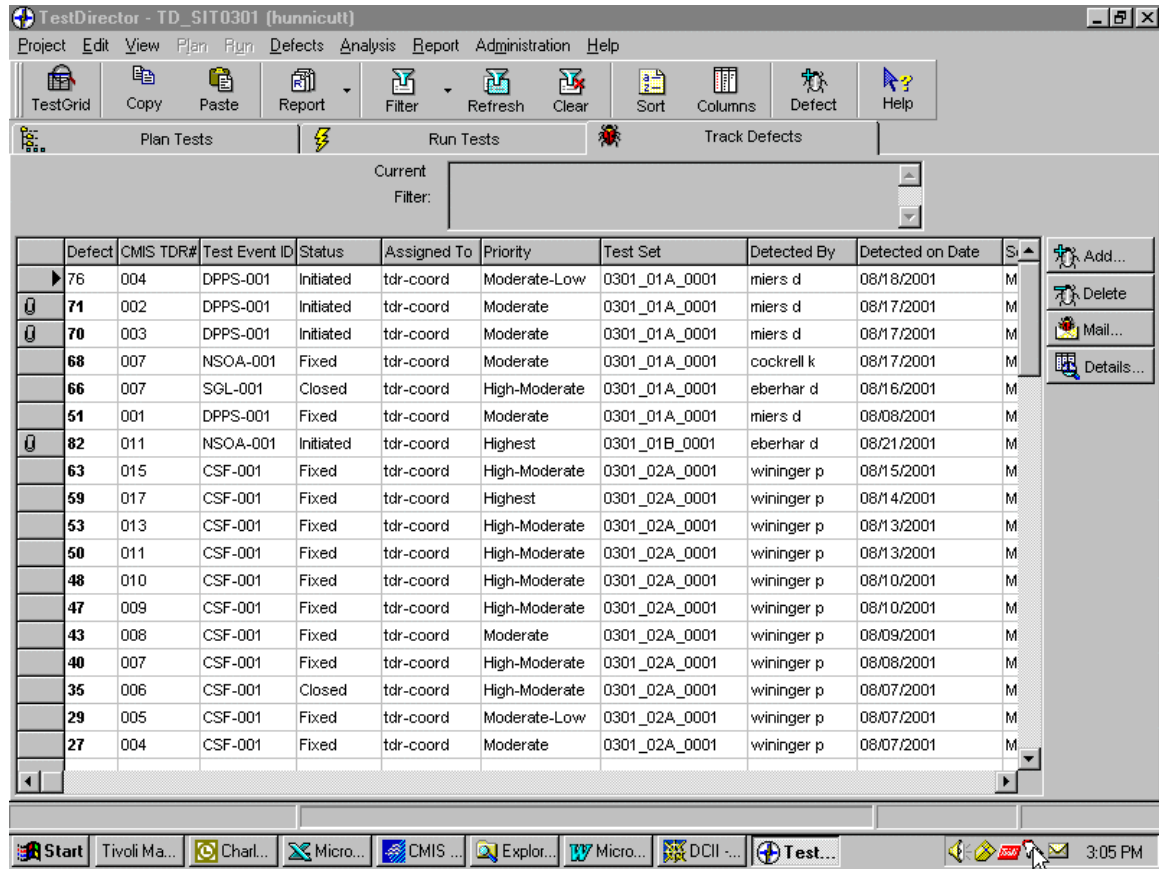 TestDirector - TD_SIT0301 (hunnicutt)
Project Edit View Plan Run Defects Analysis Report Administration Help
TestGrid Copy Paste Report Filter Refresh Clear Sort Columns Defect Help
Plan Tests Run Tests Track Defects
Current
Filter:
Defect CMIS TDR# Test Event ID Status Assigned To Priority Test Set Detected By Detected on Date
76 004 DPPS-001 Initiated tdr-coord Moderate-Low 0301_01A_0001 miers d 08/18/2001 M
71 002 DPPS-001 Initiated tdr-coord Moderate 0301_01A_0001 miers d 08/17/2001 M
70 003 DPPS-001 Initiated tdr-coord Moderate 0301_01A_0001 miers d 08/17/2001 M
68 007 NSOA-001 Fixed tdr-coord Moderate 0301_01A_0001 cockrell k 08/17/2001 M
66 007 SGL-001 Closed tdr-coord High-Moderate 0301_01A_0001 eberhar d 08/16/2001 M
51 001 DPPS-001 Fixed tdr-coord Moderate 0301_01A_0001 miers d 08/08/2001 M
82 011 NSOA-001 Initiated tdr-coord Highest 0301_01B_0001 eberhar d 08/21/2001 M
63 015 CSF-001 Fixed tdr-coord High-Moderate 0301_02A_0001 wininger p 08/15/2001 M
59 017 CSF-001 Fixed tdr-coord Highest 0301_02A_0001 wininger p 08/14/2001 M
53 013 CSF-001 Fixed tdr-coord High-Moderate 0301_02A_0001 wininger p 08/13/2001 M
50 011 CSF-001 Fixed tdr-coord High-Moderate 0301_02A_0001 wininger p 08/13/2001 M
48 010 CSF-001 Fixed tdr-coord High-Moderate 0301_02A_0001 wininger p 08/10/2001 M
47 009 CSF-001 Fixed tdr-coord High-Moderate 0301_02A_0001 wininger p 08/10/2001 M
43 008 CSF-001 Fixed tdr-coord Moderate 0301_02A_0001 wininger p 08/09/2001 M
40 007 CSF-001 Fixed tdr-coord High-Moderate 0301_02A_0001 wininger p 08/08/2001 M
35 006 CSF-001 Closed tdr-coord High-Moderate 0301_02A_0001 wininger p 08/07/2001 M
29 005 CSF-001 Fixed tdr-coord Moderate-Low 0301_02A_0001 wininger p 08/07/2001 M
27 004 CSF-001 Fixed tdr-coord Moderate 0301_02A_0001 wininger p 08/07/2001 M
Add...
Delete
Mail...
Details...
Start Tivoli Ma... Charl... Micro... CMIS ... Explor... Micro... DCII -... Test... 3:05 PM